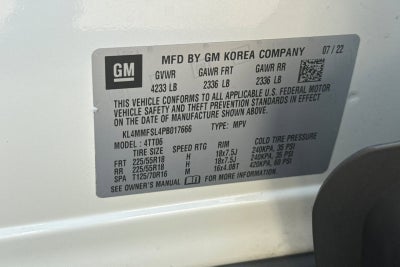 GM
MFD BY GM KOREA COMPANY 07/22
GVWR GAWR FRT GAWR RR
4233 LB 2336 LB 2336 LB
THIS VEHICLE CONFORMS TO ALL APPLICABLE U.S. FEDERAL MOTOR
VEHICLE SAFETY AND THEFT PREVENTION STANDARDS IN EFFECT ON
THE DATE OF MANUFACTURE SHOWN ABOVE.
KL4MMFSL4PB017666 TYPE: MPV
MODEL: 4TT06
TIRE SIZE SPEED RTG RIM COLD TIRE PRESSURE
FRT 225/55R18 H 18x7.5J 240KPA, 35 PSI
RR 225/55R18 H 18x7.5J 240KPA, 35 PSI
SPA T125/70R16 M 16x4.0BT 420KPA, 60 PSI
SEE OWNER'S MANUAL FOR MORE INFORMATION.